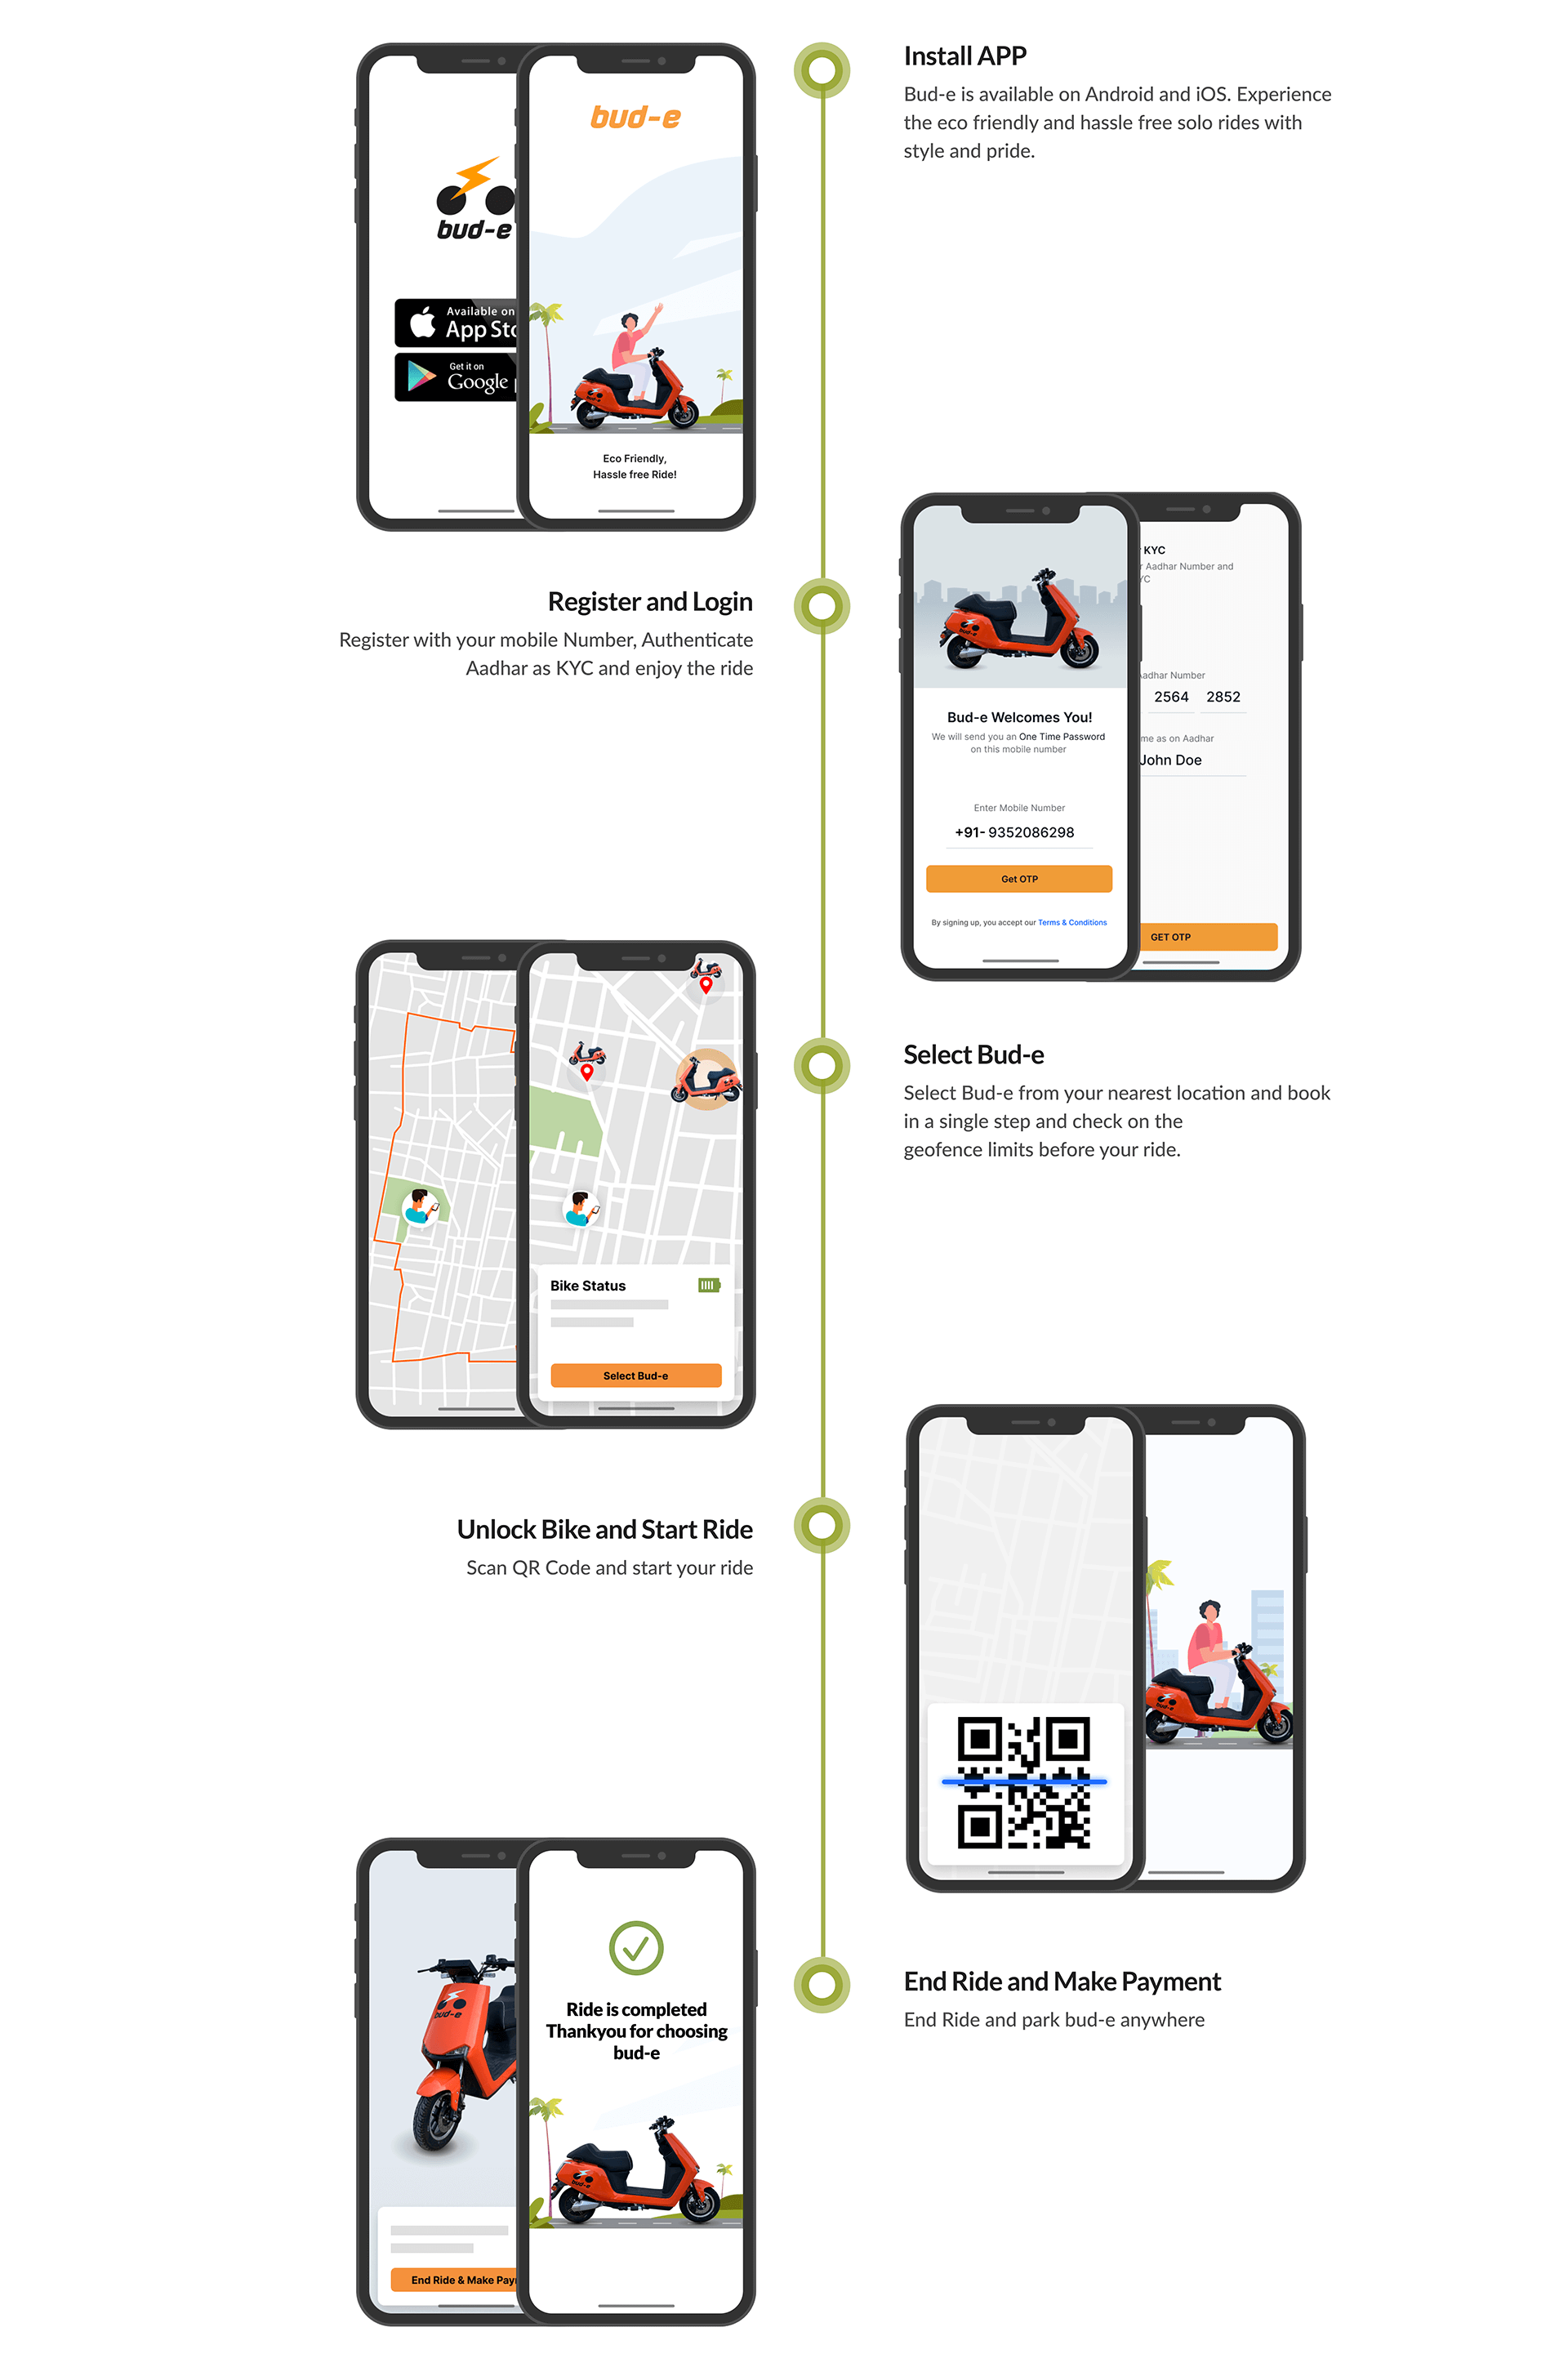 Install APP
Bud-e is available on Android and iOS. Experience
the eco friendly and hassle free solo rides with
style and pride.
bud-e
bud-e
Available on
App Sto
Get it on
Google
Eco Friendly,
Hassle free Ride!
Register and Login
Register with your mobile Number, Authenticate
Aadhar as KYC and enjoy the ride
bud-e
Bud-e Welcomes You!
We will send you an One Time Password
on this mobile number
Enter Mobile Number
+91- 9352086298
Get OTP
By signing up, you accept our Terms & Conditions
KYC
Aadhar Number and
YC
Aadhar Number
2564 2852
me as on Aadhar
John Doe
GET OTP
Select Bud-e
Select Bud-e from your nearest location and book
in a single step and check on the
geofence limits before your ride.
Bike Status
Select Bud-e
Unlock Bike and Start Ride
Scan QR Code and start your ride
End Ride and Make Payment
End Ride and park bud-e anywhere
bud-e
End Ride & Make Payr
Ride is completed
Thankyou for choosing
bud-e
bud-e